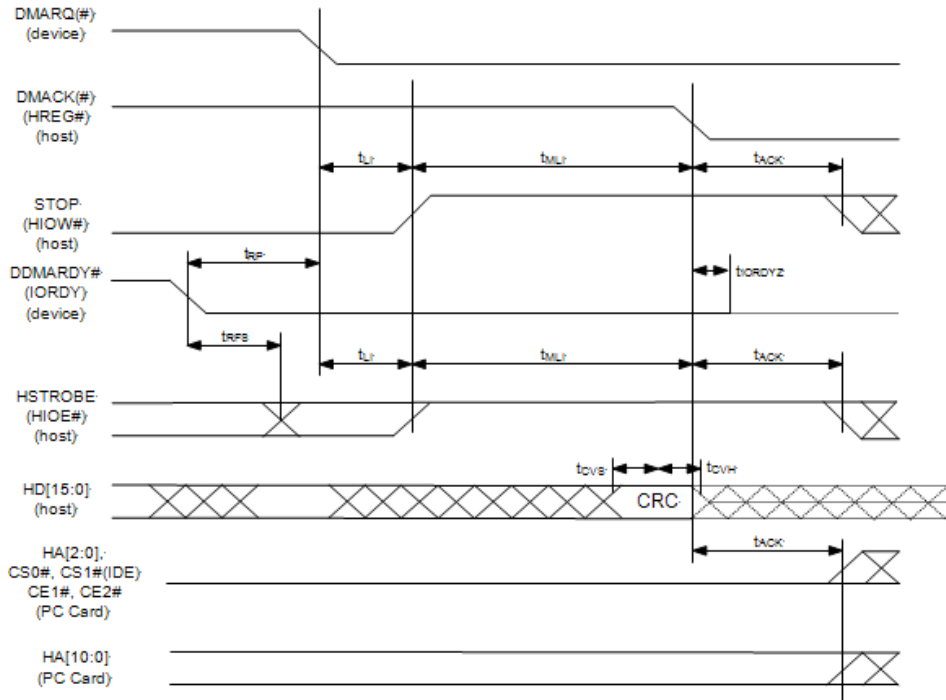 DMARQ(#)
(device)
DMACK(#)
(HREG#)
(host)
tLI
tMLI
tACK
STOP
(HIOW#)
(host)
tRP
DDMARDY#
(IORDY)
(device)
tIORDYZ
tRFS
tLI
tMLI
tACK
HSTROBE
(HIOE#)
(host)
tCVS
tCVH
HD[15:0]
(host)
CRC
HA[2:0],
CS0#, CS1#(IDE)
CE1#, CE2#
(PC Card)
tACK
HA[10:0]
(PC Card)